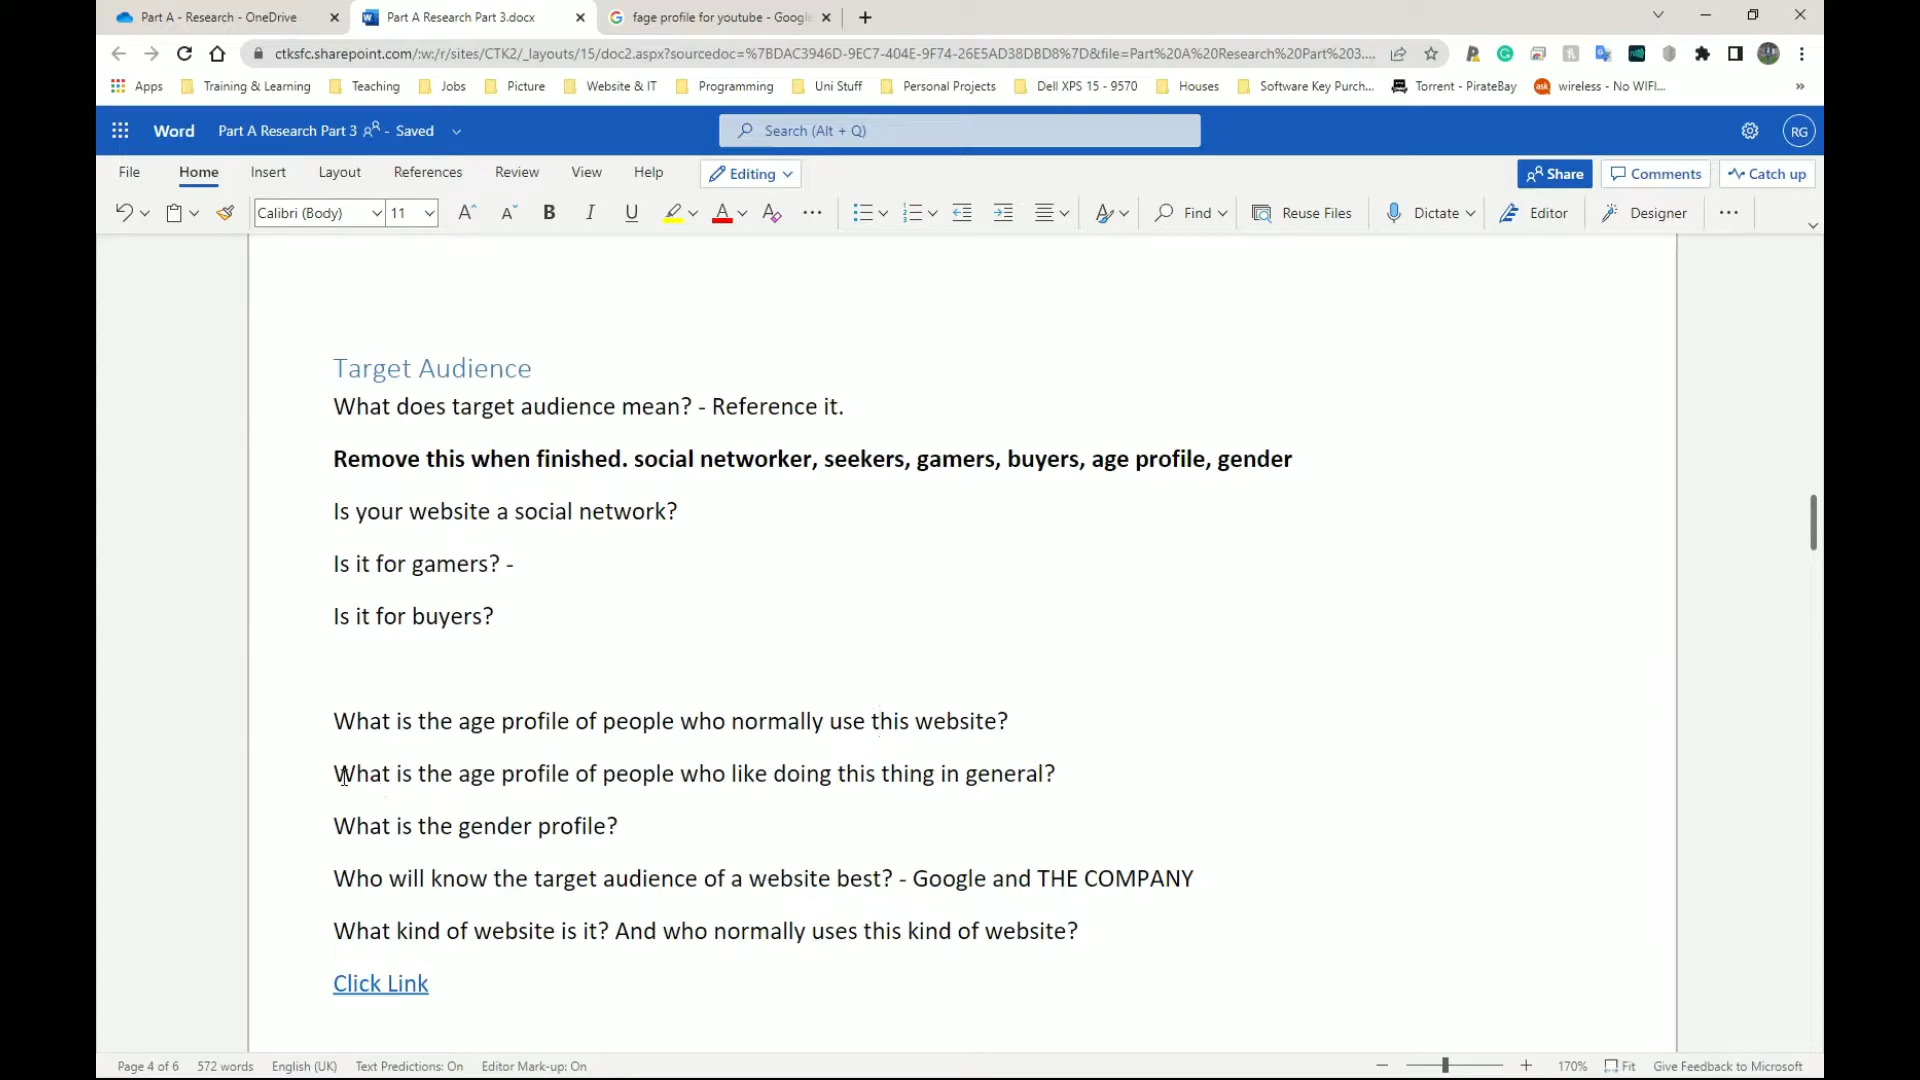 Part A - Research - OneDrive
Part A Research Part 3.docx
fage profile for youtube - Googl
ctksfc.sharepoint.com/:w:/r/sites/CTK2/_layouts/15/doc2.aspx?sourcedoc=%7BDAC3946D-9EC7-404E-9F74-26E5AD38DBD8%7D&file=Part%20A%20Research%20Part%203....
Apps Training & Learning Teaching Jobs Picture Website & IT Programming Uni Stuff Personal Projects Dell XPS 15 - 9570 Houses Software Key Purch... Torrent - PirateBay ask wireless - No WIFI... »
Word Part A Research Part 3 - Saved Search (Alt + Q) RG
File Home Insert Layout References Review View Help Editing Share Comments Catch up
Calibri (Body) 11 A A B I U A A Find Reuse Files Dictate Editor Designer
Target Audience
What does target audience mean? - Reference it.
Remove this when finished. social networker, seekers, gamers, buyers, age profile, gender
Is your website a social network?
Is it for gamers? -
Is it for buyers?
What is the age profile of people who normally use this website?
What is the age profile of people who like doing this thing in general?
What is the gender profile?
Who will know the target audience of a website best? - Google and THE COMPANY
What kind of website is it? And who normally uses this kind of website?
Click Link
Page 4 of 6 572 words English (UK) Text Predictions: On Editor Mark-up: On 170% Fit Give Feedback to Microsoft